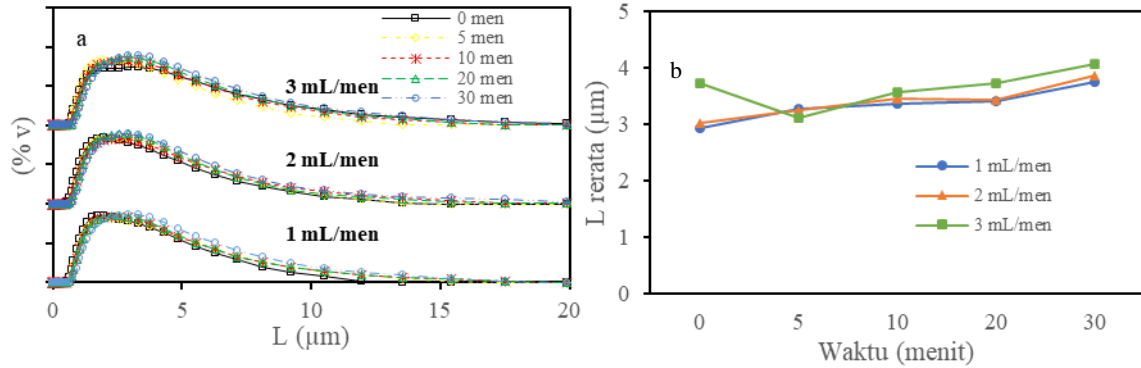 a
0 men
5 men
10 men
20 men
30 men
3 mL/men
2 mL/men
1 mL/men
(% v)
0 5 10 15 20
L (μm)
b
5
4
3
2
1
0
L rerata (μm)
1 mL/men
2 mL/men
3 mL/men
0 5 10 20 30
Waktu (menit)